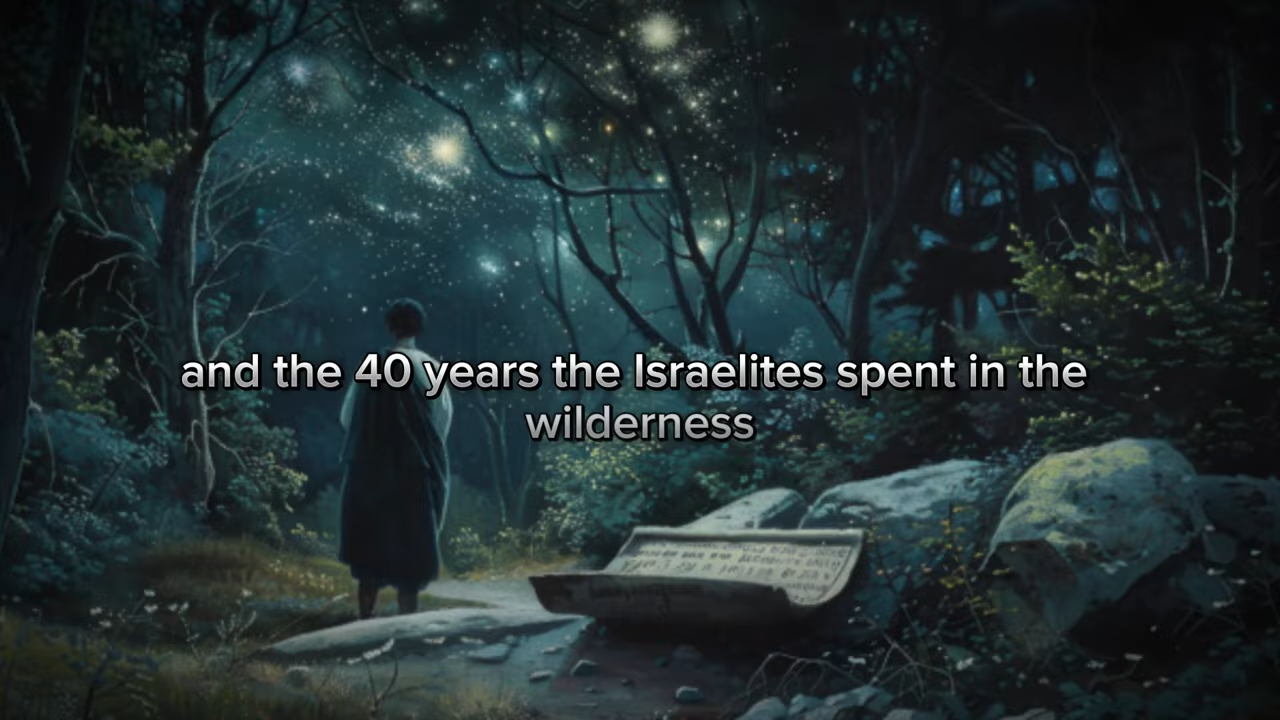 and the 40 years the Israelites spent in the
wilderness